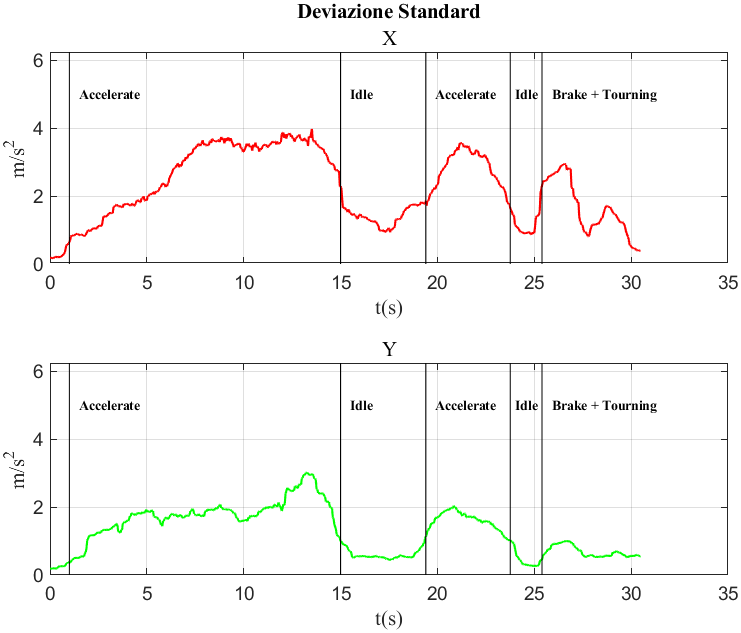 Deviazione Standard
X
6
4
2
0
m/s²
Accelerate
Idle
Accelerate
Idle
Brake + Tourning
0 5 10 15 20 25 30 35
t(s)
Y
6
4
2
0
m/s²
Accelerate
Idle
Accelerate
Idle
Brake + Tourning
0 5 10 15 20 25 30 35
t(s)